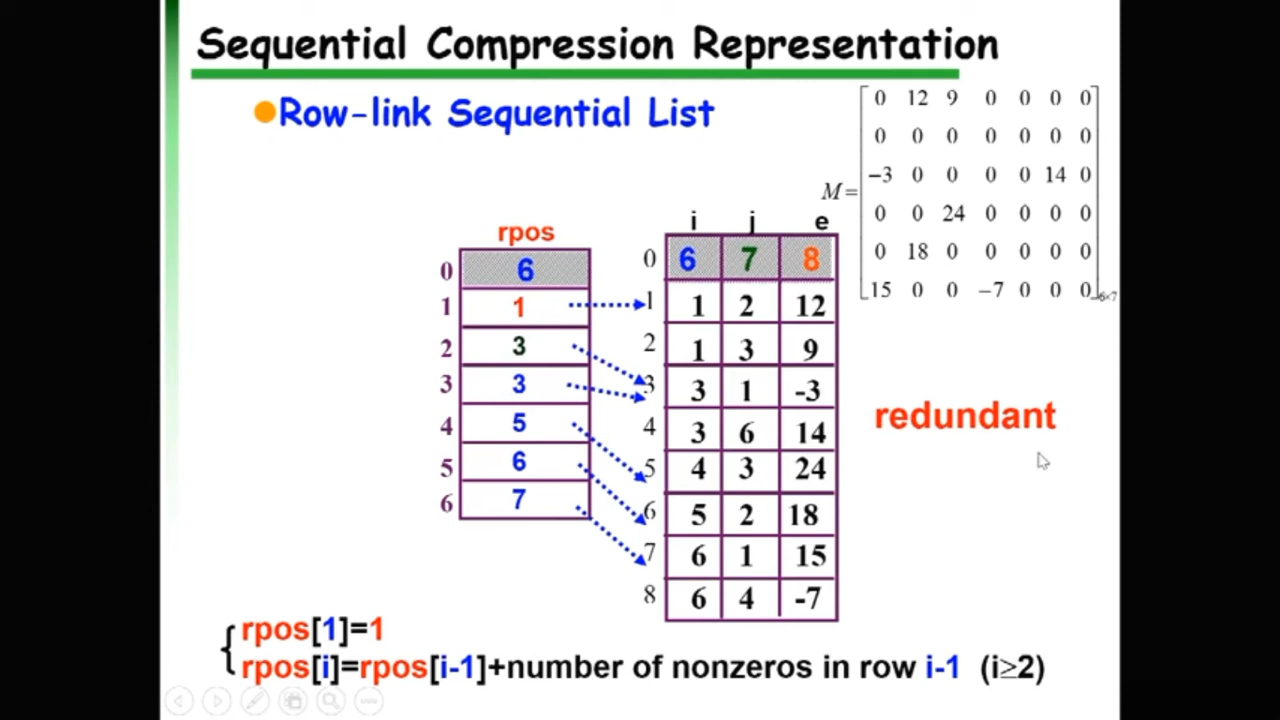 Sequential Compression Representation
Row-link Sequential List
M=
0 12 9 0 0 0 0
0 0 0 0 0 0 0
−3 0 0 0 0 14 0
0 0 24 0 0 0 0
0 18 0 0 0 0 0
15 0 0 −7 0 0 0
6×7
rpos
0 6
1 1
2 3
3 3
4 5
5 6
6 7
i j e
0 6 7 8
1 1 2 12
2 1 3 9
3 3 1 -3
4 3 6 14
5 4 3 24
6 5 2 18
7 6 1 15
8 6 4 -7
redundant
rpos[1]=1
rpos[i]=rpos[i-1]+number of nonzeros in row i-1 (i≥2)